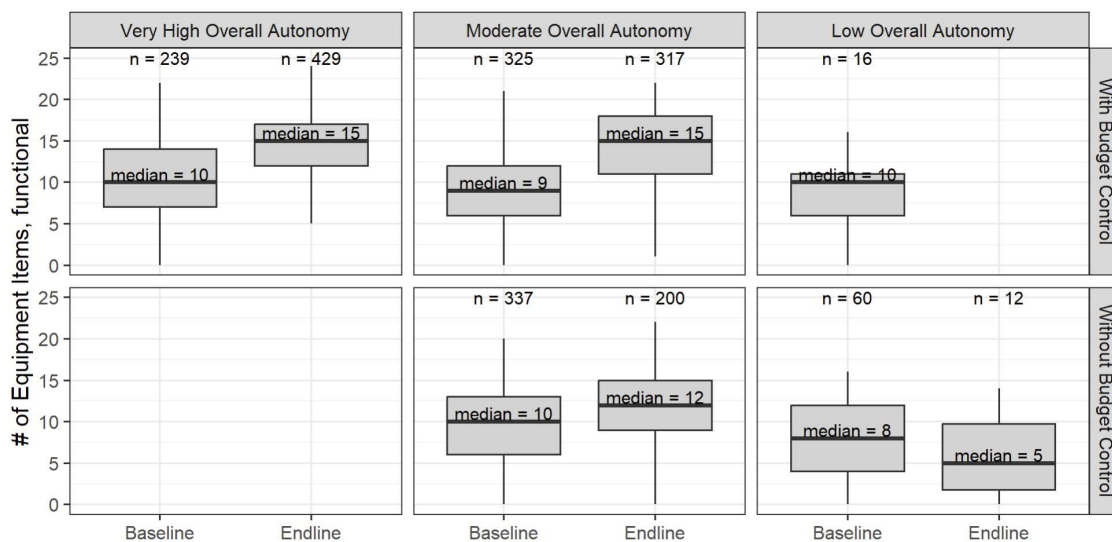 Very High Overall Autonomy
Moderate Overall Autonomy
Low Overall Autonomy
# of Equipment Items, functional
With Budget Control
25
20
15
10
5
0
n = 239
n = 429
median = 10
median = 15
n = 325
n = 317
median = 9
median = 15
n = 16
median = 10
Without Budget Control
25
20
15
10
5
0
n = 337
n = 200
median = 10
median = 12
n = 60
n = 12
median = 8
median = 5
Baseline
Endline
Baseline
Endline
Baseline
Endline